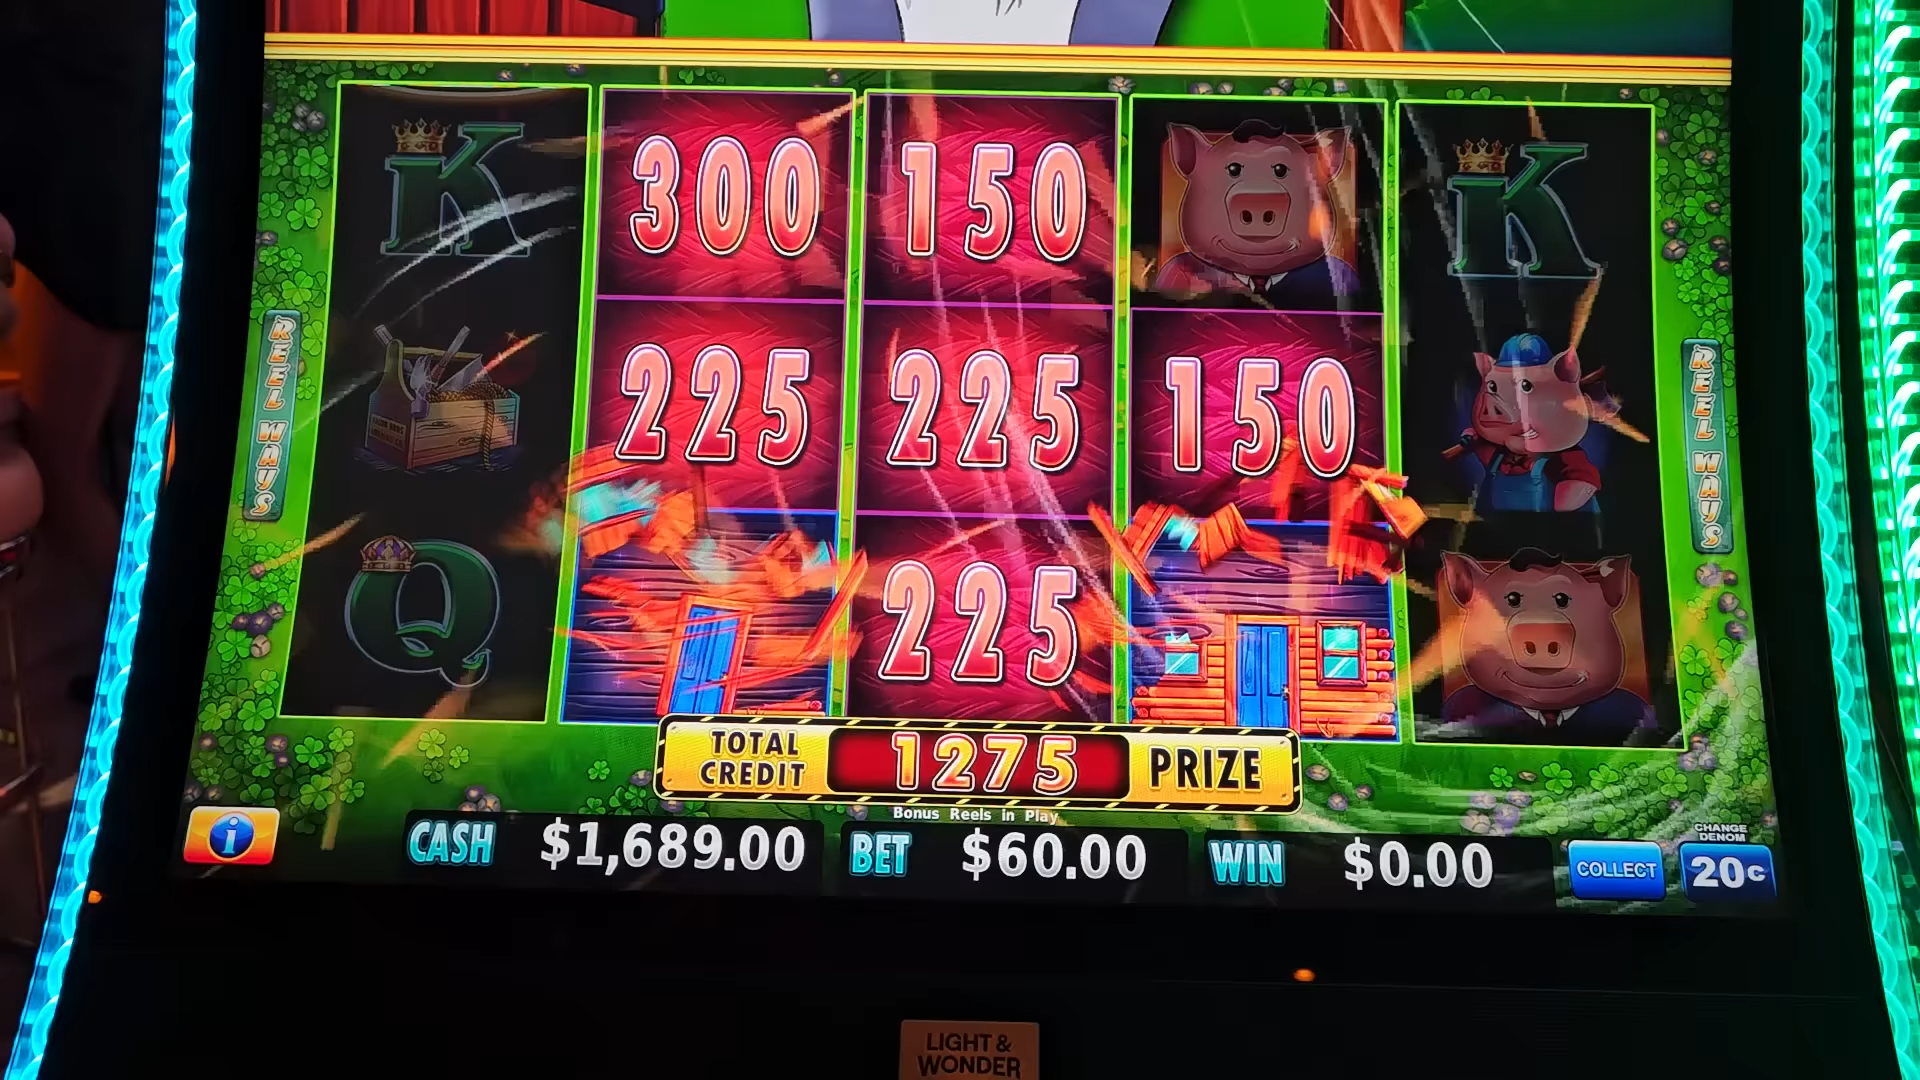 K
300
150
K
REEL WAYS
225
225
150
REEL WAYS
Q
225
TOTAL CREDIT
1275
PRIZE
Bonus Reels in Play
CASH
$1,689.00
BET
$60.00
WIN
$0.00
COLLECT
CHANGE DENOM
20¢
i
LIGHT &
WONDER